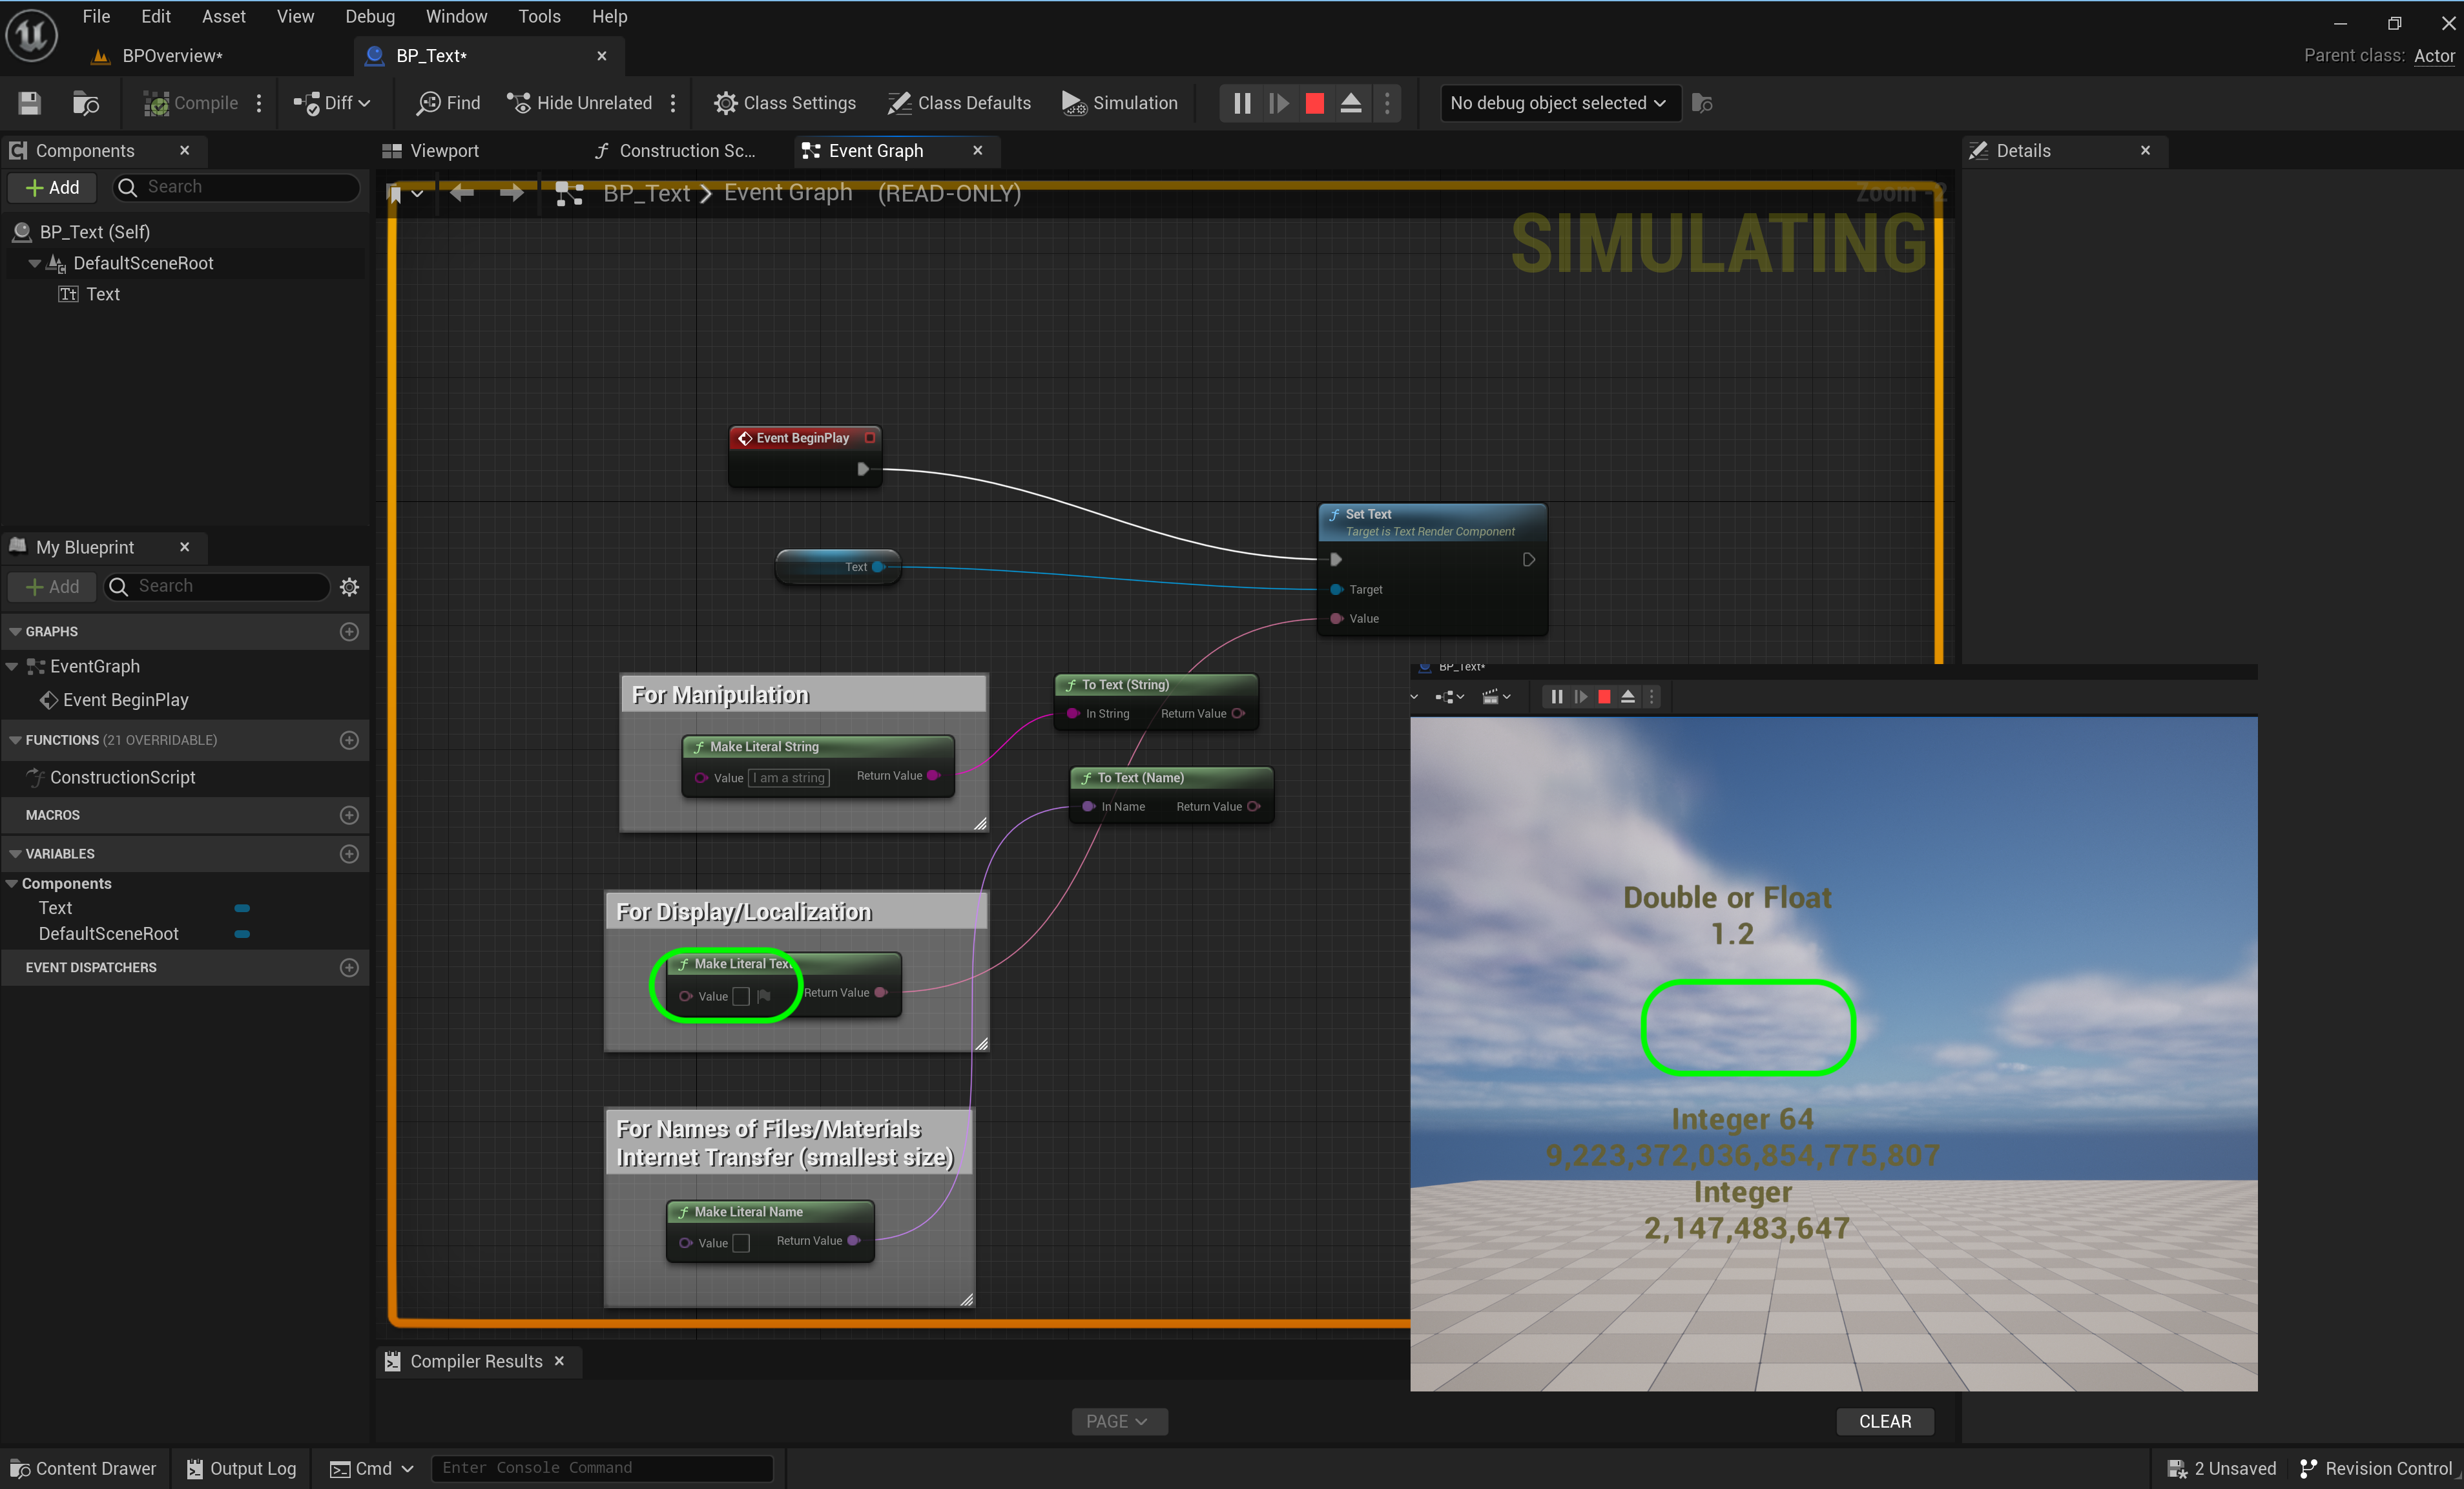 File Edit Asset View Debug Window Tools Help
BPOverview*
BP_Text*
Parent class: Actor
Compile
Diff
Find
Hide Unrelated
Class Settings
Class Defaults
Simulation
No debug object selected
Components
Add
Search
BP_Text (Self)
DefaultSceneRoot
Text
My Blueprint
Add
Search
GRAPHS
EventGraph
Event BeginPlay
FUNCTIONS (21 OVERRIDABLE)
ConstructionScript
MACROS
VARIABLES
Components
Text
DefaultSceneRoot
EVENT DISPATCHERS
Viewport
Construction Sc...
Event Graph
BP_Text > Event Graph (READ-ONLY)
Zoom -2
SIMULATING
Event BeginPlay
Text
Set Text
Target is Text Render Component
Target
Value
For Manipulation
Make Literal String
Value I am a string Return Value
To Text (String)
In String Return Value
To Text (Name)
In Name Return Value
For Display/Localization
Make Literal Text
Value Return Value
For Names of Files/Materials
Internet Transfer (smallest size)
Make Literal Name
Value Return Value
BP_Text*
Double or Float
1.2
Integer 64
9,223,372,036,854,775,807
Integer
2,147,483,647
Details
Compiler Results
PAGE
CLEAR
Content Drawer
Output Log
Cmd
Enter Console Command
2 Unsaved
Revision Control